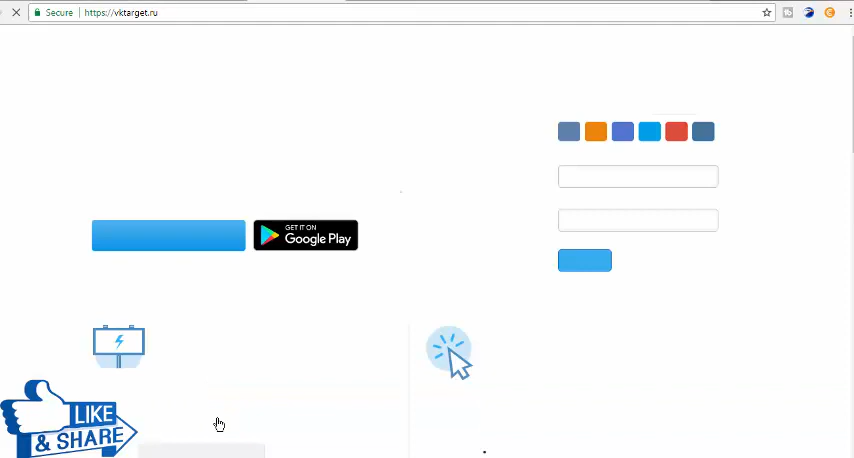 Secure
https://vktarget.ru
GET IT ON
Google Play
LIKE
& SHARE